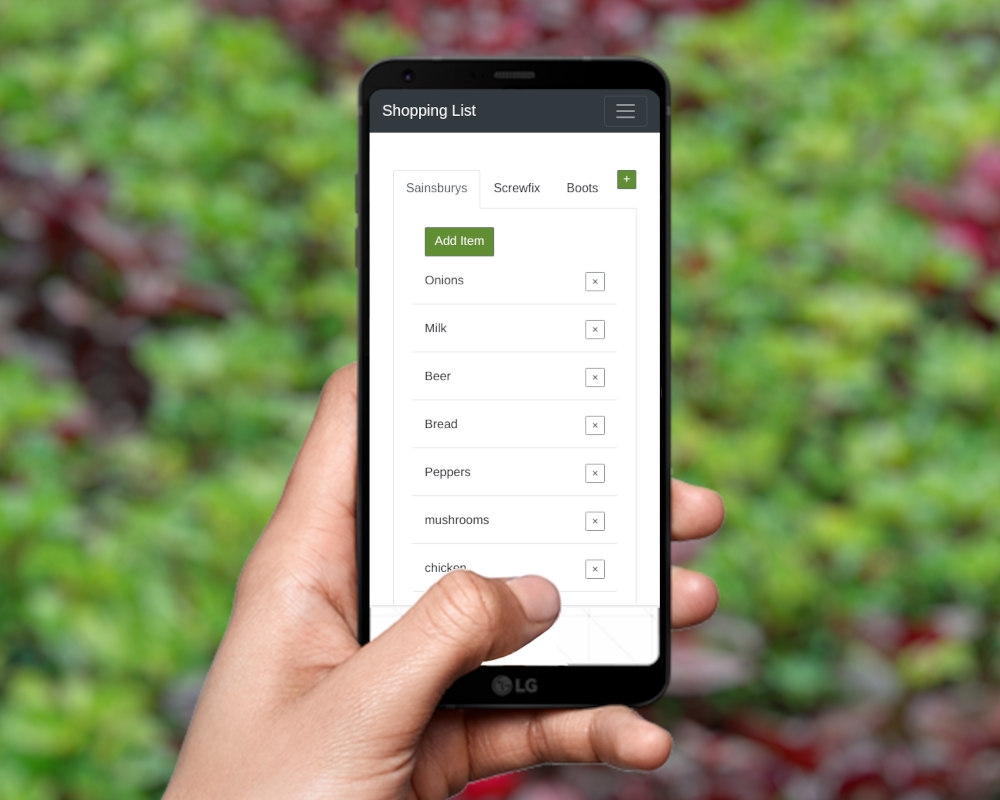 Shopping List
Sainsburys Screwfix Boots +
Add Item
Onions ×
Milk ×
Beer ×
Bread ×
Peppers ×
mushrooms ×
chicken ×
LG